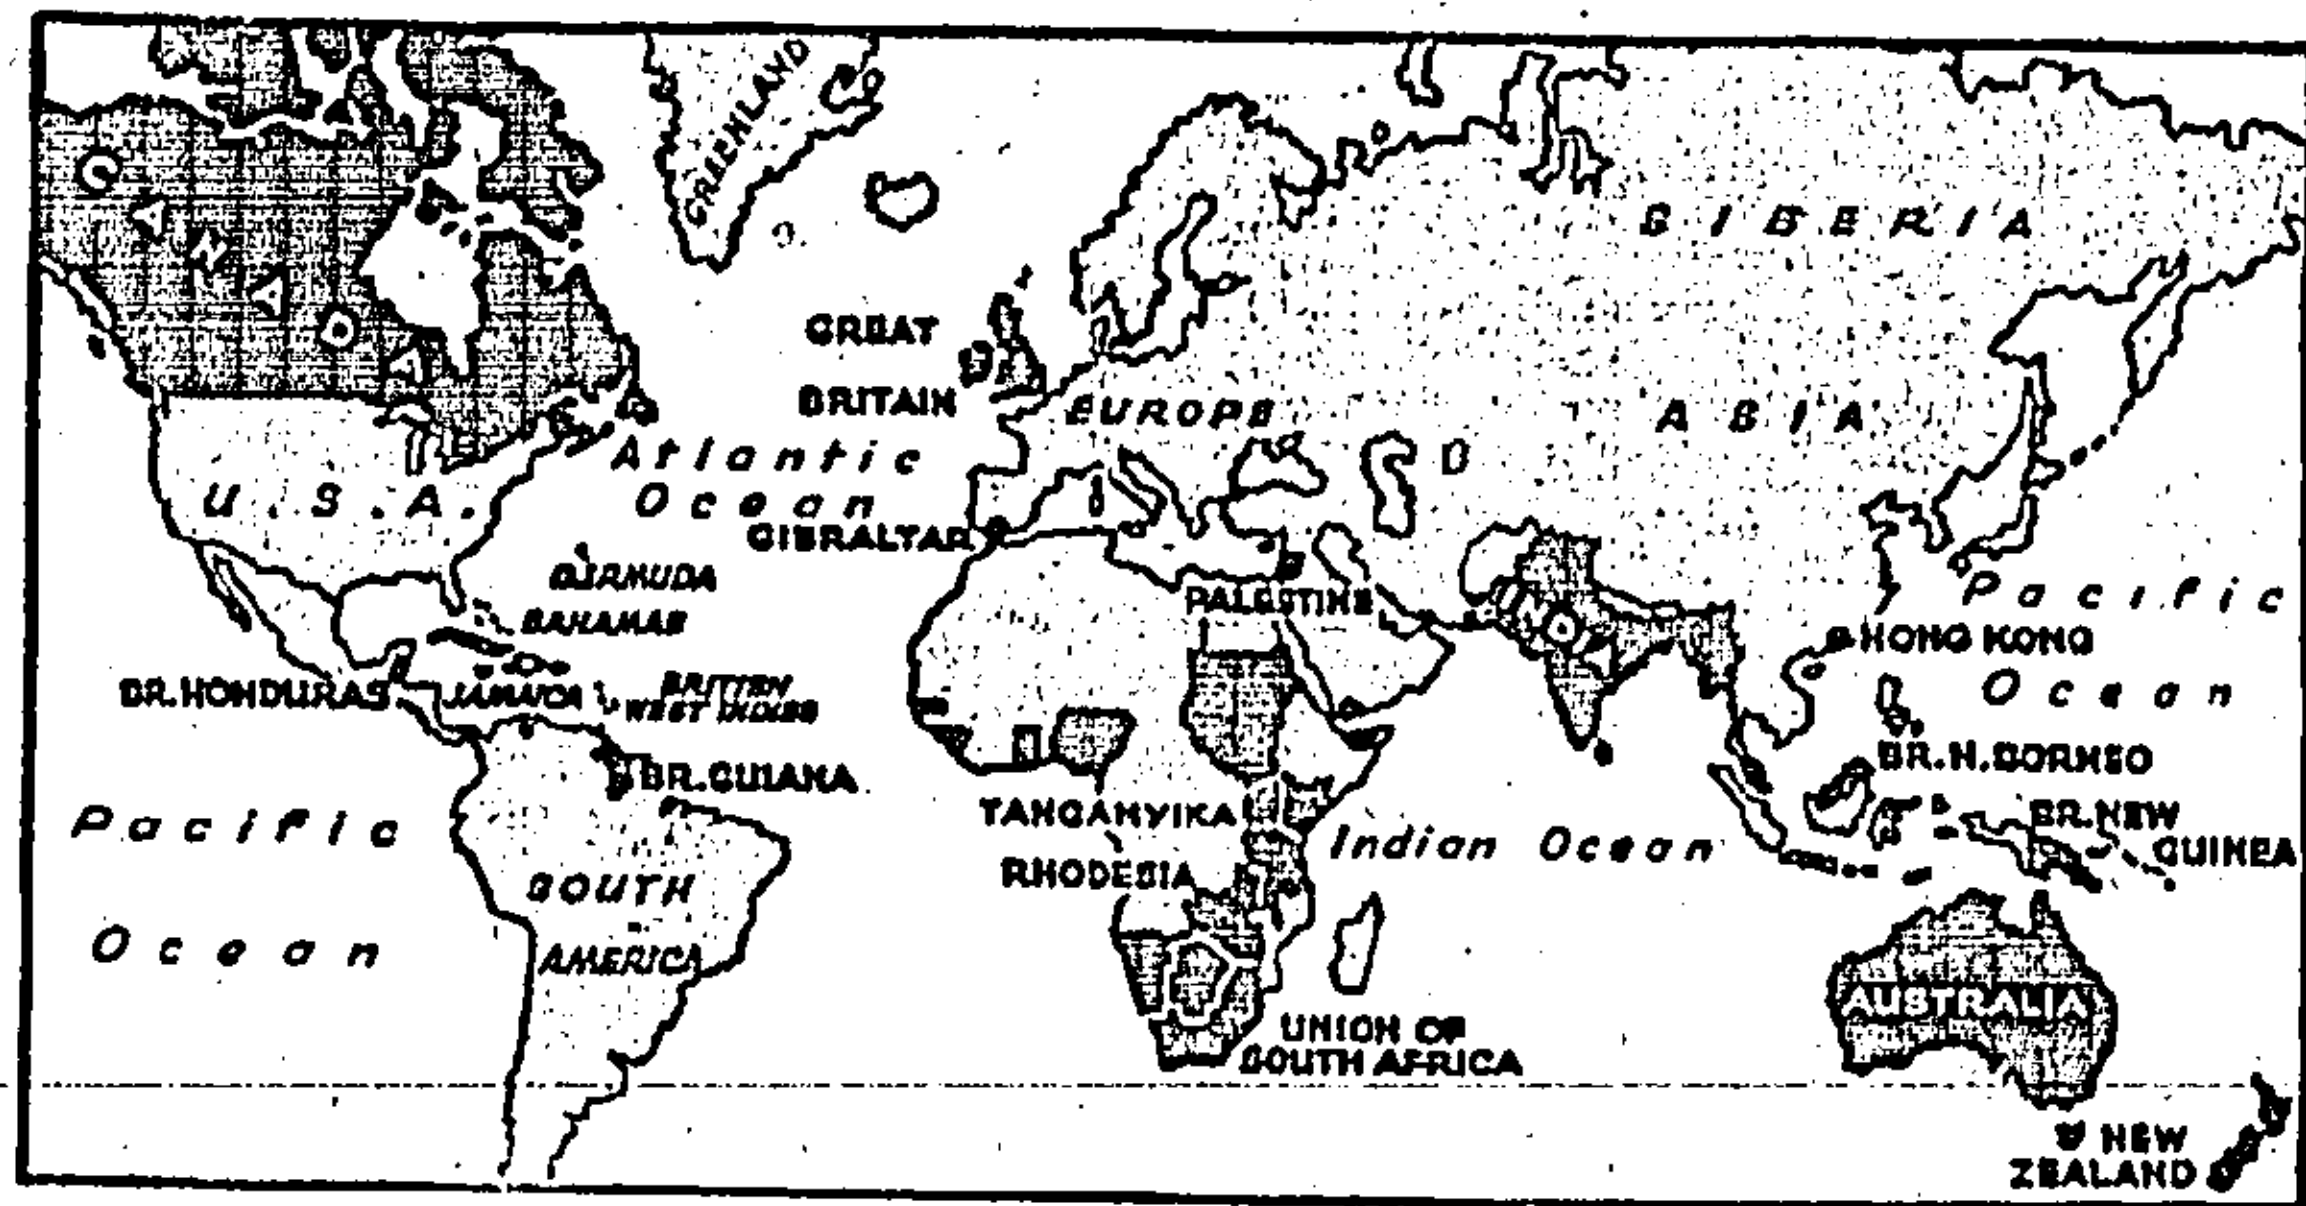 GREENLAND
CANADA
SIBERIA
GREAT
BRITAIN
EUROPE
ASIA
Atlantic
Ocean
U.S.A.
GIBRALTAR
BERMUDA
BAHAMAS
PALESTINE
INDIA
Pacific
Ocean
HONG KONG
BR. HONDURAS
JAMAICA
BRITISH
WEST INDIES
BR. GUIANA
BR. N. BORNEO
TANGANYIKA
BR. NEW
GUINEA
Pacific
Ocean
RHODESIA
Indian Ocean
SOUTH
AMERICA
AUSTRALIA
UNION OF
SOUTH AFRICA
NEW
ZEALAND